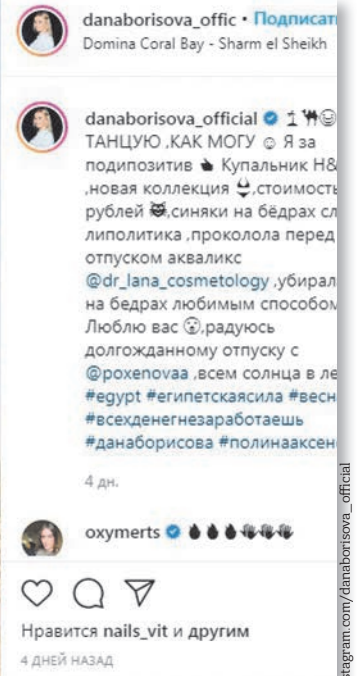 danaborisova_offic • Подписат
Domina Coral Bay - Sharm el Sheikh
danaborisova_official
ТАНЦУЮ ,КАК МОГУ ☺ Я за
подипозитив Купальник H&
,новая коллекция 👙,стоимость
рублей ,синяки на бёдрах сл
липолитика ,проколола перед
отпуском акваликс
@dr_lana_cosmetology ,убирал
на бедрах любимым способом
Люблю вас 😮,радуюсь
долгожданному отпуску с
@poxenovaa ,всем солнца в ле
#egypt #египетскаясила #весн
#всехденегнезаработаешь
#данаборисова #полинааксен
4 дн.
oxymerts 🔥🔥🔥👏👏👏
Нравится nails_vit и другим
4 ДНЕЙ НАЗАД
stagram.com/danaborisova_official